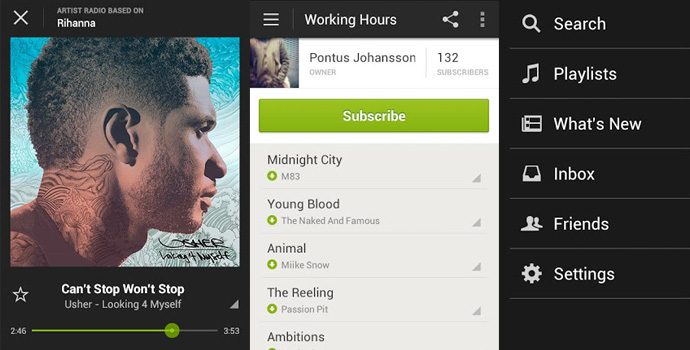 ARTIST RADIO BASED ON
Rihanna
USHER
Looking 4 Myself
Can't Stop Won't Stop
Usher - Looking 4 Myself
2:46
3:53
Working Hours
Pontus Johansson
OWNER
132
SUBSCRIBERS
Subscribe
Midnight City
M83
Young Blood
The Naked And Famous
Animal
Miike Snow
The Reeling
Passion Pit
Ambitions
Search
Playlists
What's New
Inbox
Friends
Settings